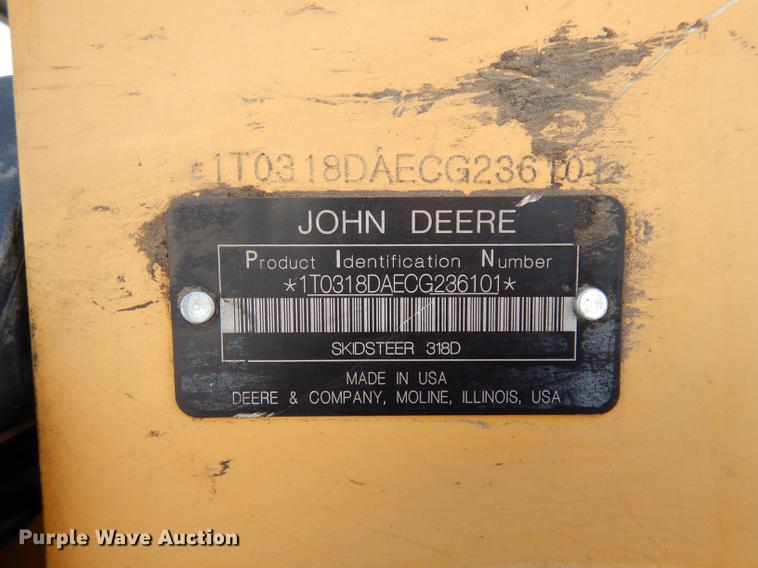 *1T0318DAECG236101*
JOHN DEERE
Product Identification Number
*1T0318DAECG236101*
SKIDSTEER 318D
MADE IN USA
DEERE & COMPANY, MOLINE, ILLINOIS, USA
Purple Wave Auction